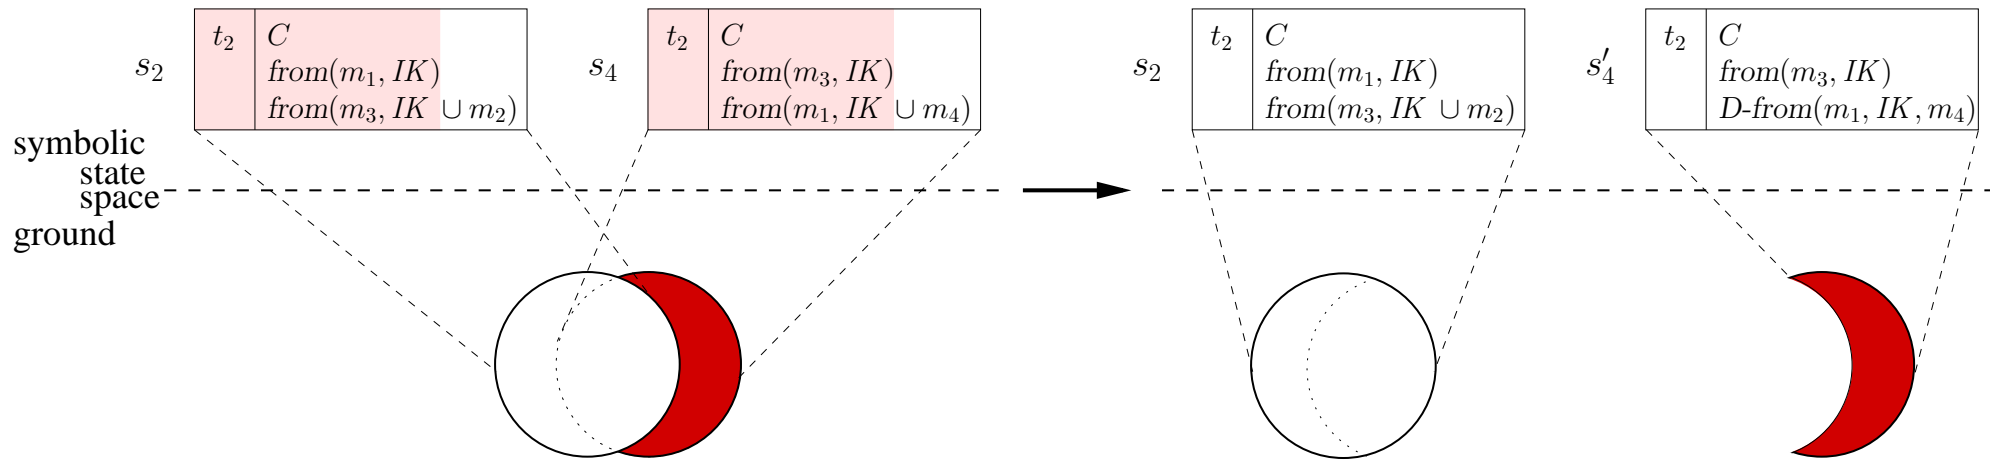 s₂ t₂ C s₄ t₂ C s₂ t₂ C s₄′ t₂ C
from(m₁, IK) from(m₃, IK) from(m₁, IK) from(m₃, IK)
from(m₃, IK ∪ m₂) from(m₁, IK ∪ m₄) from(m₃, IK ∪ m₂) D-from(m₁, IK, m₄)
symbolic
state
space
ground